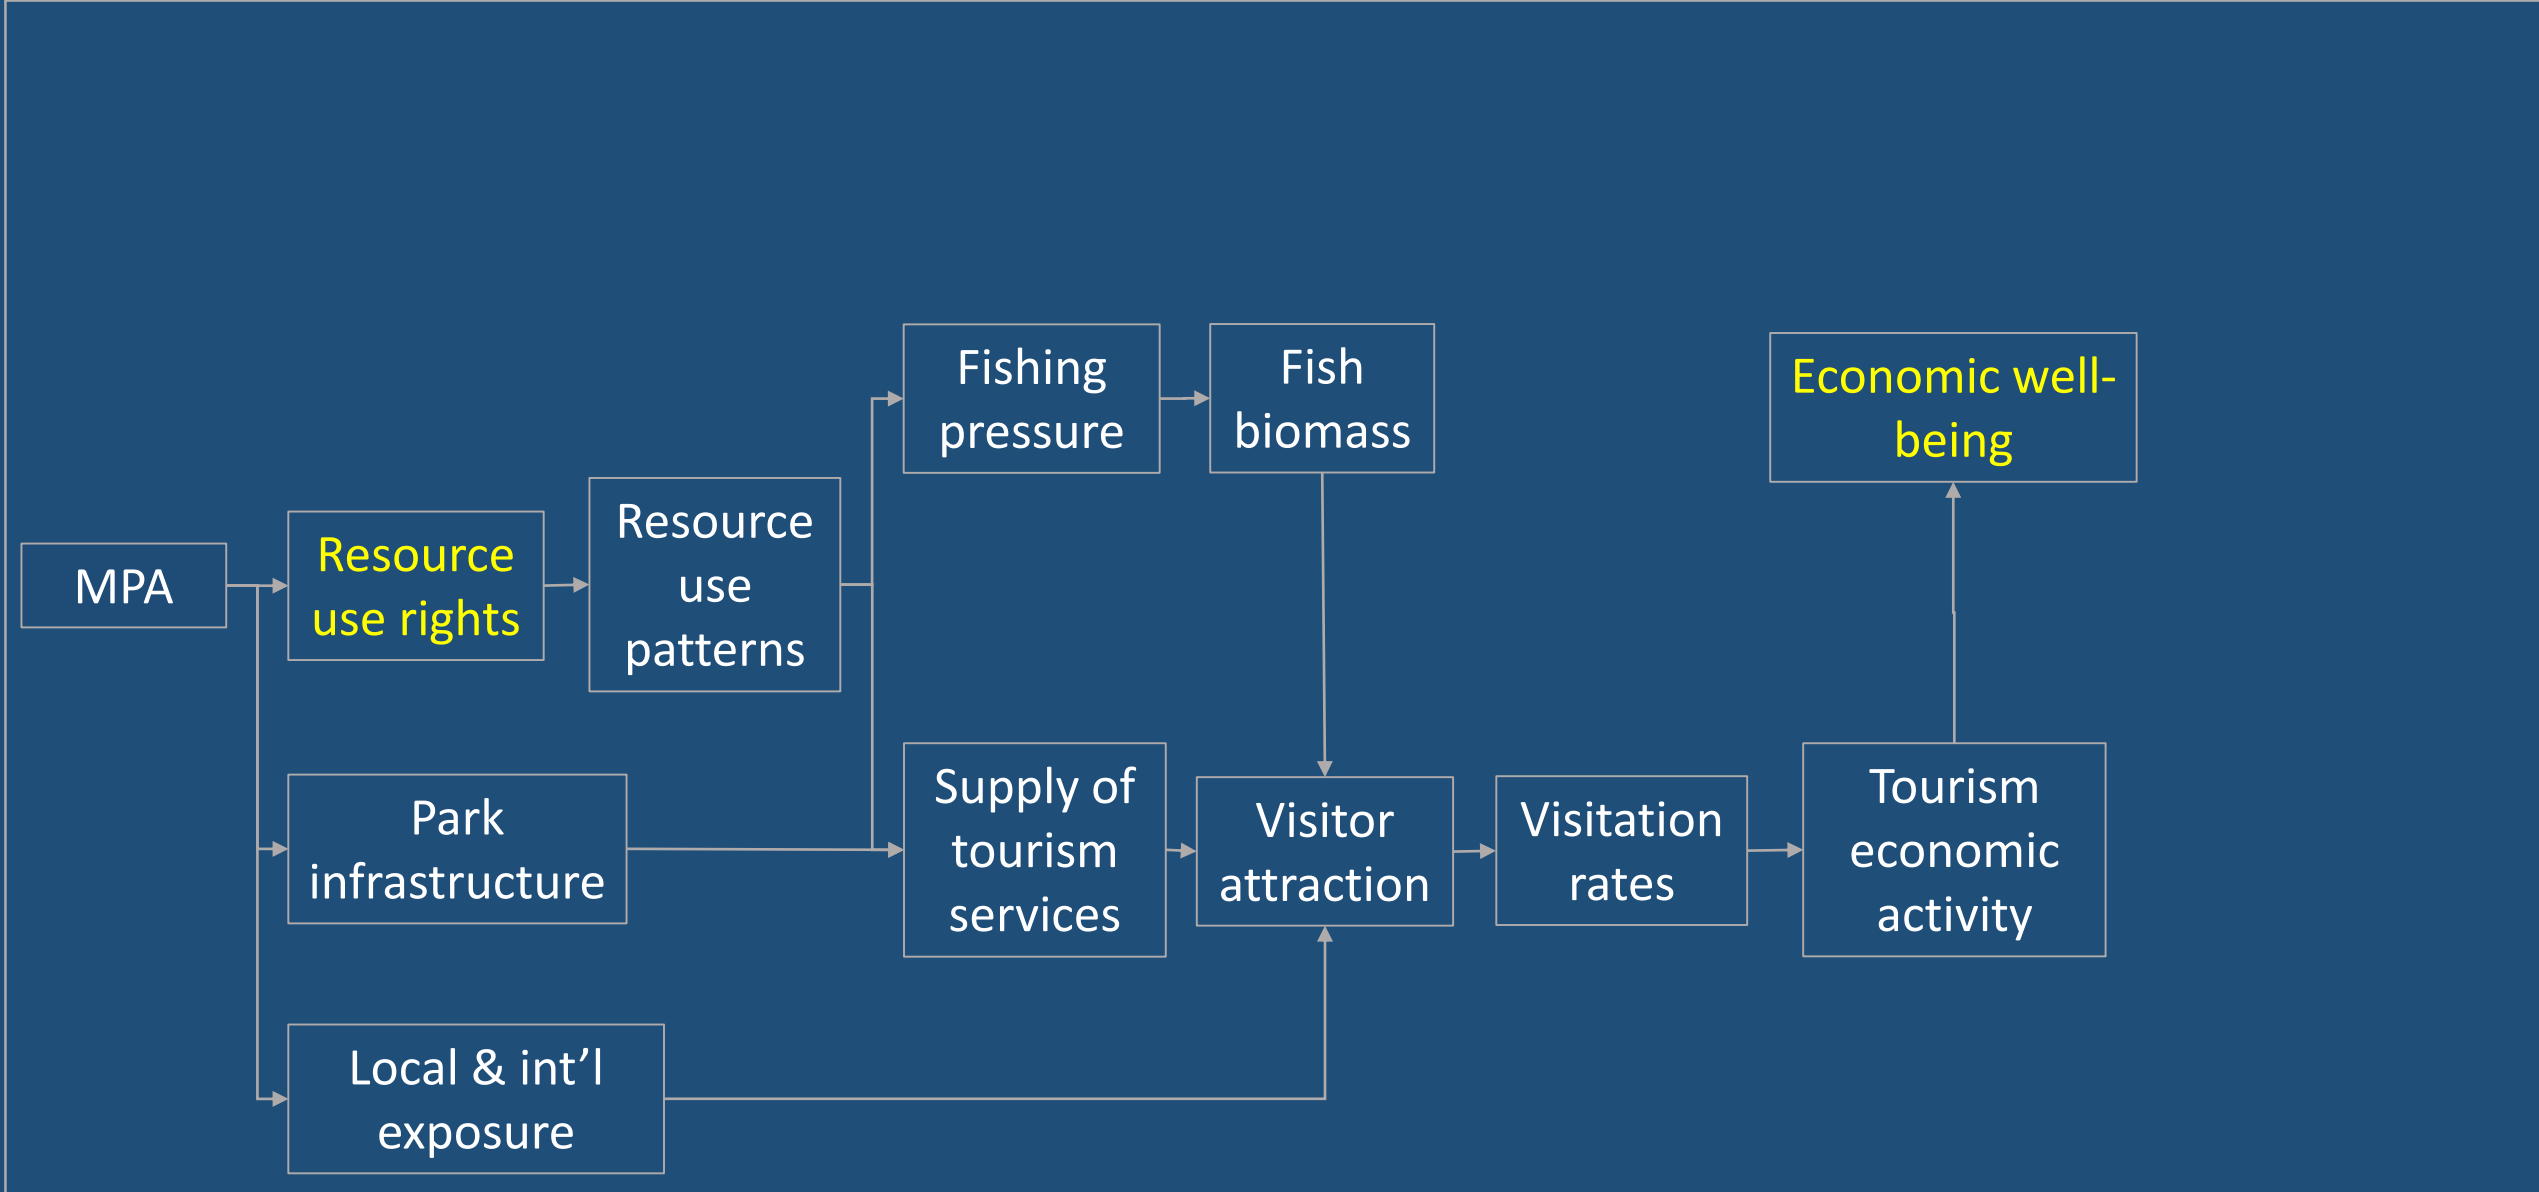 MPA
Resource
use rights
Resource
use
patterns
Fishing
pressure
Fish
biomass
Economic well-
being
Park
infrastructure
Supply of
tourism
services
Visitor
attraction
Visitation
rates
Tourism
economic
activity
Local & int’l
exposure